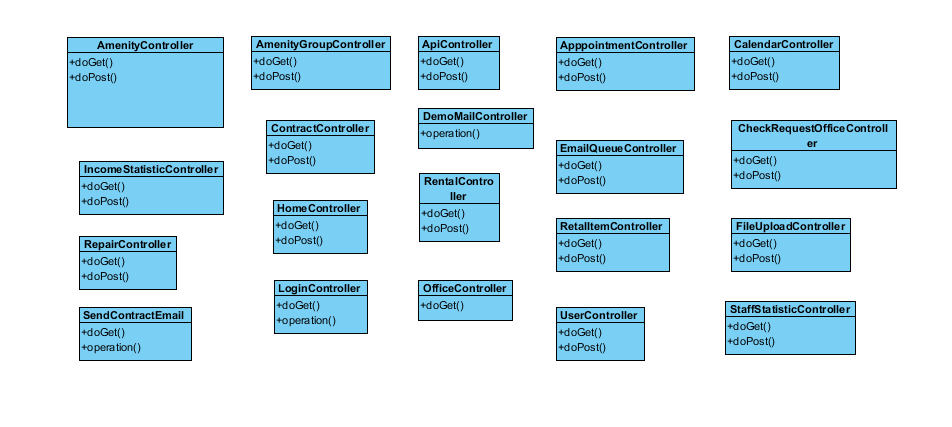 AmenityController
+doGet()
+doPost()
AmenityGroupController
+doGet()
+doPost()
ApiController
+doGet()
+doPost()
ApppointmentController
+doGet()
+doPost()
CalendarController
+doGet()
+doPost()
ContractController
+doGet()
+doPost()
DemoMailController
+operation()
EmailQueueController
+doGet()
+doPost()
CheckRequestOfficeControll
er
+doGet()
+doPost()
IncomeStatisticController
+doGet()
+doPost()
HomeController
+doGet()
+doPost()
RentalContro
ller
+doGet()
+doPost()
RetalItemController
+doGet()
+doPost()
FileUploadController
+doGet()
+doPost()
RepairController
+doGet()
+doPost()
LoginController
+doGet()
+operation()
OfficeController
+doGet()
UserController
+doGet()
+doPost()
StaffStatisticController
+doGet()
+doPost()
SendContractEmail
+doGet()
+operation()